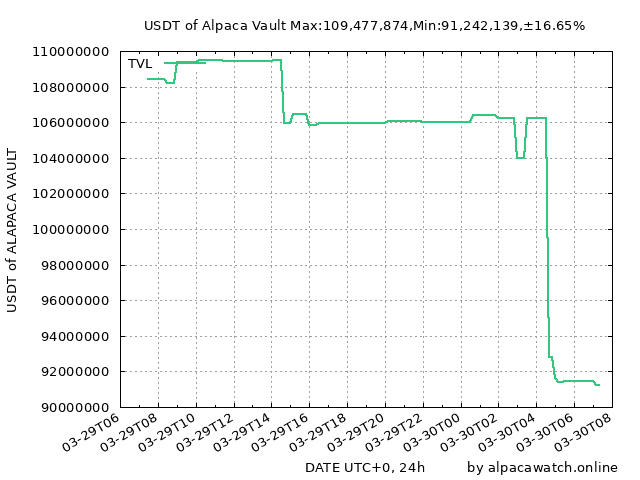 USDT of Alpaca Vault Max:109,477,874,Min:91,242,139,±16.65%
TVL
110000000
108000000
106000000
104000000
102000000
100000000
98000000
96000000
94000000
92000000
90000000
USDT of ALAPACA VAULT
03-29T06
03-29T08
03-29T10
03-29T12
03-29T14
03-29T16
03-29T18
03-29T20
03-29T22
03-30T00
03-30T02
03-30T04
03-30T06
03-30T08
DATE UTC+0, 24h
by alpacawatch.online